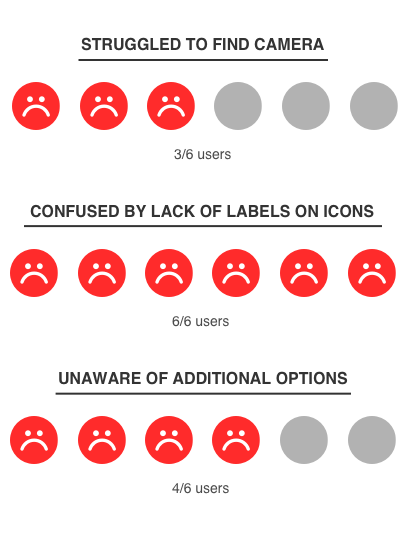 STRUGGLED TO FIND CAMERA
3/6 users
CONFUSED BY LACK OF LABELS ON ICONS
6/6 users
UNAWARE OF ADDITIONAL OPTIONS
4/6 users